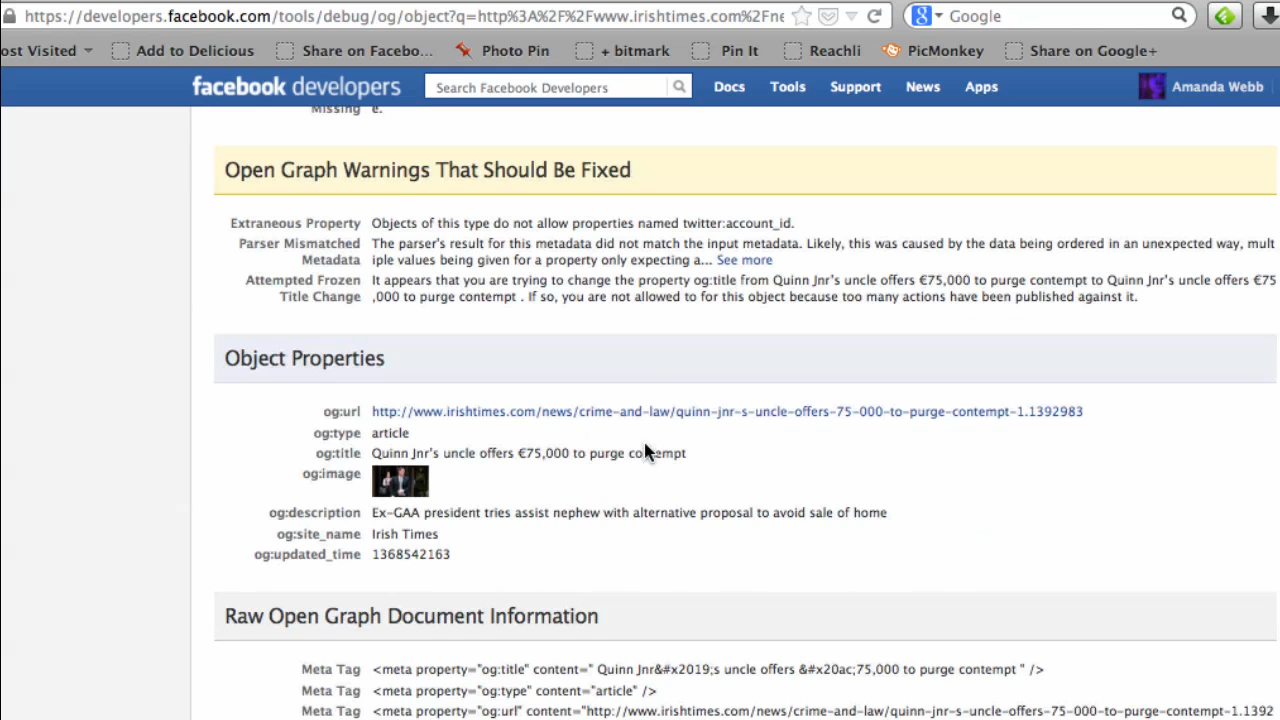 https://developers.facebook.com/tools/debug/og/object?q=http%3A%2F%2Fwww.irishtimes.com%2Fne
Google
ost Visited Add to Delicious Share on Facebo... Photo Pin + bitmark Pin It Reachli PicMonkey Share on Google+
facebook developers Search Facebook Developers Docs Tools Support News Apps Amanda Webb
Missing e.
Open Graph Warnings That Should Be Fixed
Extraneous Property Objects of this type do not allow properties named twitter:account_id.
Parser Mismatched The parser's result for this metadata did not match the input metadata. Likely, this was caused by the data being ordered in an unexpected way, mult
Metadata iple values being given for a property only expecting a... See more
Attempted Frozen It appears that you are trying to change the property og:title from Quinn Jnr's uncle offers €75,000 to purge contempt to Quinn Jnr's uncle offers €75
Title Change ,000 to purge contempt . If so, you are not allowed to for this object because too many actions have been published against it.
Object Properties
og:url http://www.irishtimes.com/news/crime-and-law/quinn-jnr-s-uncle-offers-75-000-to-purge-contempt-1.1392983
og:type article
og:title Quinn Jnr's uncle offers €75,000 to purge contempt
og:image
og:description Ex-GAA president tries assist nephew with alternative proposal to avoid sale of home
og:site_name Irish Times
og:updated_time 1368542163
Raw Open Graph Document Information
Meta Tag <meta property="og:title" content=" Quinn Jnr&#x2019;s uncle offers &#x20ac;75,000 to purge contempt " />
Meta Tag <meta property="og:type" content="article" />
Meta Tag <meta property="og:url" content="http://www.irishtimes.com/news/crime-and-law/quinn-jnr-s-uncle-offers-75-000-to-purge-contempt-1.1392